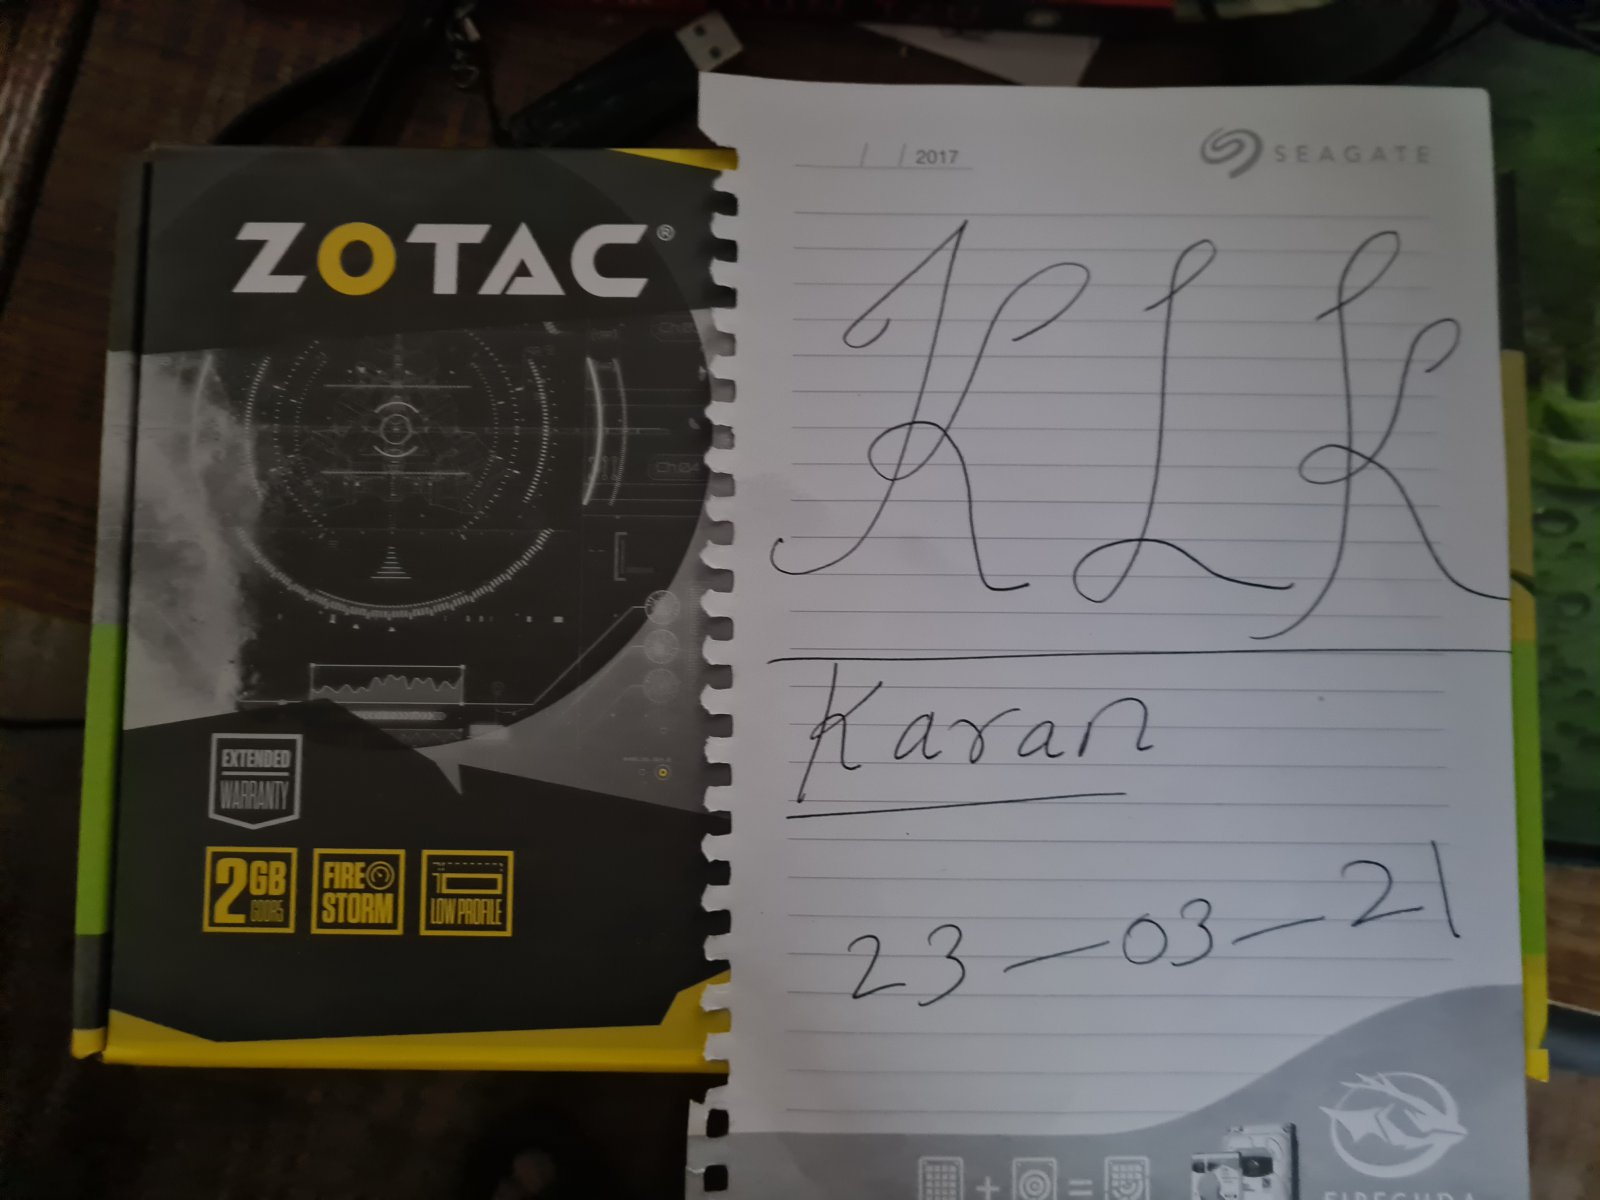 ZOTAC®
EXTENDED
WARRANTY
2GB
GDDR5
FIRE
STORM
LOW PROFILE
/ / 2017
SEAGATE
KLK
Karan
23-03-21
+ =